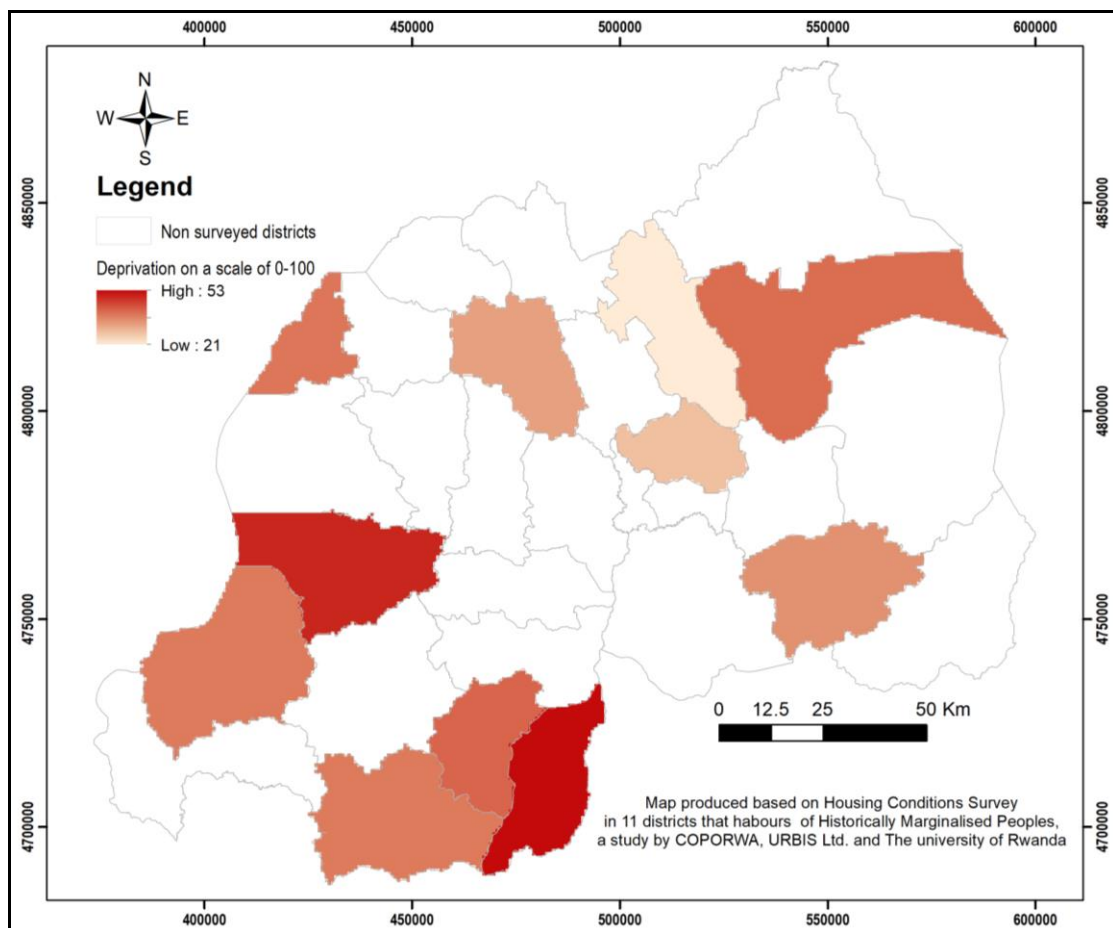 400000 450000 500000 550000 600000
N
W E
S
Legend
Non surveyed districts
Deprivation on a scale of 0-100
High : 53
Low : 21
4850000 4850000
4800000 4800000
4750000 4750000
4700000 4700000
0 12.5 25 50 Km
Map produced based on Housing Conditions Survey
in 11 districts that habours of Historically Marginalised Peoples,
a study by COPORWA, URBIS Ltd. and The university of Rwanda
400000 450000 500000 550000 600000